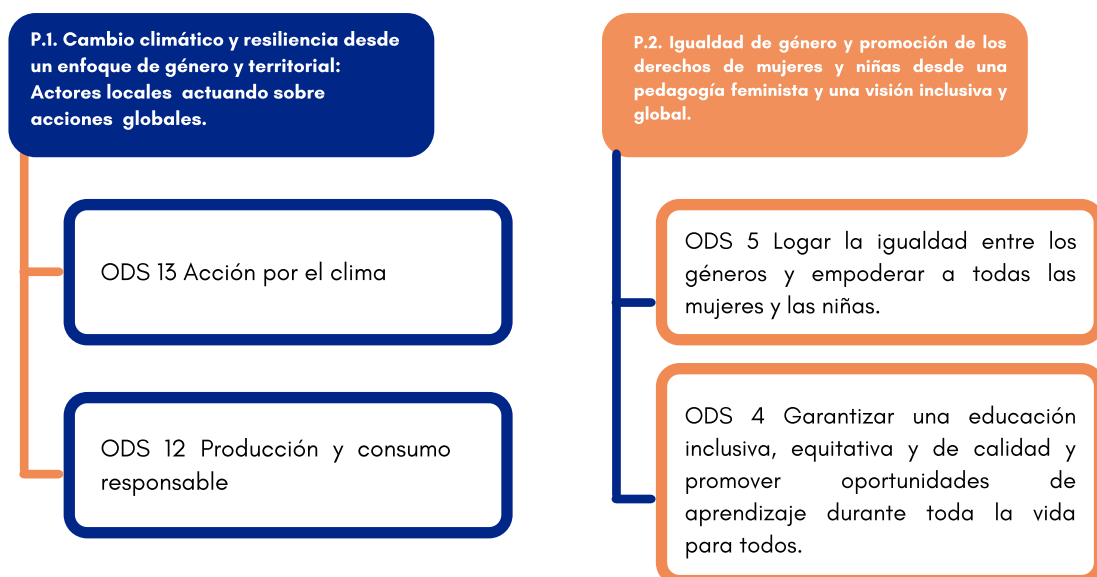 P.1. Cambio climático y resiliencia desde
un enfoque de género y territorial:
Actores locales actuando sobre
acciones globales.
ODS 13 Acción por el clima
ODS 12 Producción y consumo
responsable
P.2. Igualdad de género y promoción de los
derechos de mujeres y niñas desde una
pedagogía feminista y una visión inclusiva y
global.
ODS 5 Logar la igualdad entre los
géneros y empoderar a todas las
mujeres y las niñas.
ODS 4 Garantizar una educación
inclusiva, equitativa y de calidad y
promover oportunidades de
aprendizaje durante toda la vida
para todos.